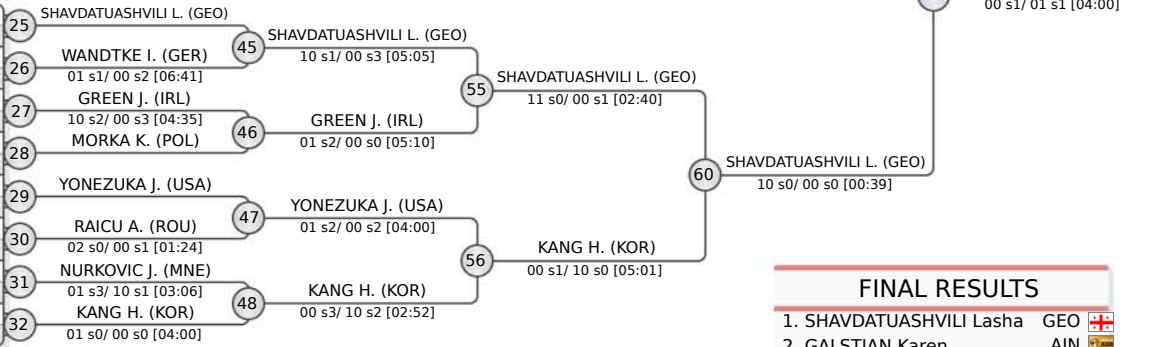 00 s1/ 01 s1 [04:00]
25
SHAVDATUASHVILI L. (GEO)
45
SHAVDATUASHVILI L. (GEO)
10 s1/ 00 s3 [05:05]
26
WANDTKE I. (GER)
01 s1/ 00 s2 [06:41]
55
SHAVDATUASHVILI L. (GEO)
11 s0/ 00 s1 [02:40]
27
GREEN J. (IRL)
10 s2/ 00 s3 [04:35]
46
GREEN J. (IRL)
01 s2/ 00 s0 [05:10]
28
MORKA K. (POL)
60
SHAVDATUASHVILI L. (GEO)
10 s0/ 00 s0 [00:39]
29
YONEZUKA J. (USA)
47
YONEZUKA J. (USA)
01 s2/ 00 s2 [04:00]
30
RAICU A. (ROU)
02 s0/ 00 s1 [01:24]
56
KANG H. (KOR)
00 s1/ 10 s0 [05:01]
31
NURKOVIC J. (MNE)
01 s3/ 10 s1 [03:06]
48
KANG H. (KOR)
00 s3/ 10 s2 [02:52]
32
KANG H. (KOR)
01 s0/ 00 s0 [04:00]
FINAL RESULTS
1. SHAVDATUASHVILI Lasha GEO
2. GALSTIAN Karen AIN